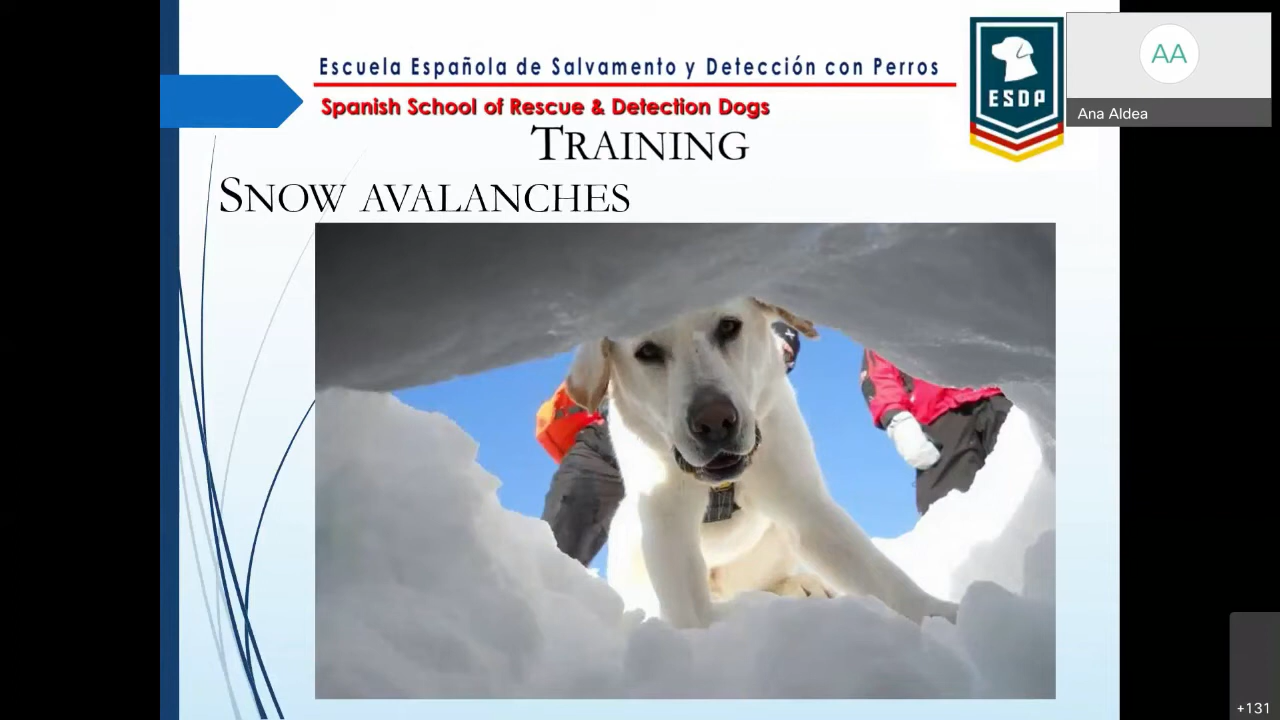 Escuela Española de Salvamento y Detección con Perros
Spanish School of Rescue & Detection Dogs
TRAINING
SNOW AVALANCHES
ESDP
AA
Ana Aldea
+131